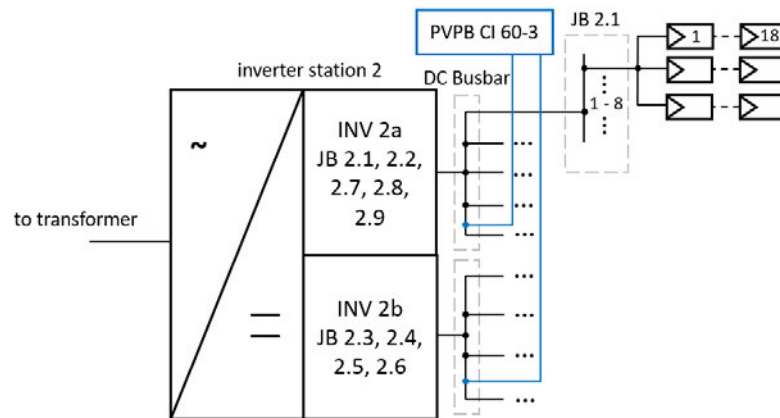 PVPB CI 60-3
JB 2.1
1
18
inverter station 2
DC Busbar
~
INV 2a
JB 2.1, 2.2,
2.7, 2.8,
2.9
...
1 - 8
...
...
...
...
...
to transformer
=
INV 2b
JB 2.3, 2.4,
2.5, 2.6
...
...
...
...